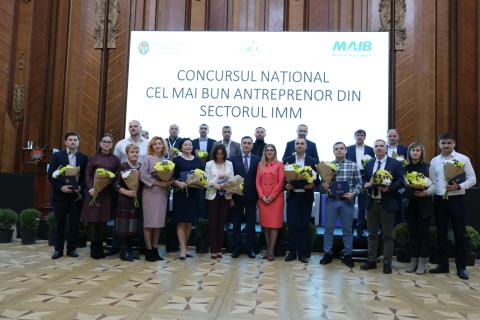 MAIB
CONCURSUL NAȚIONAL
CEL MAI BUN ANTREPRENOR DIN
SECTORUL IMM